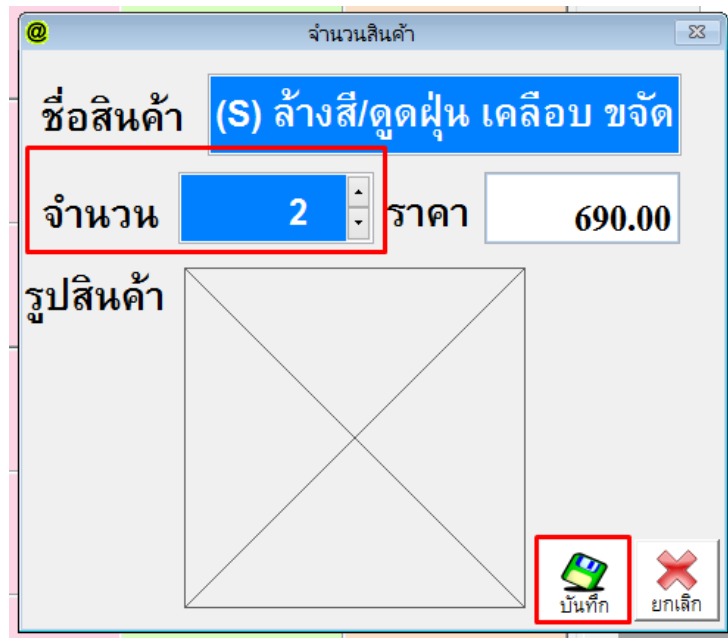 @ จำนวนสินค้า
ชื่อสินค้า (S) ล้างสี/ดูดฝุ่น เคลือบ ขจัด
จำนวน 2 ราคา 690.00
รูปสินค้า
บันทึก ยกเลิก